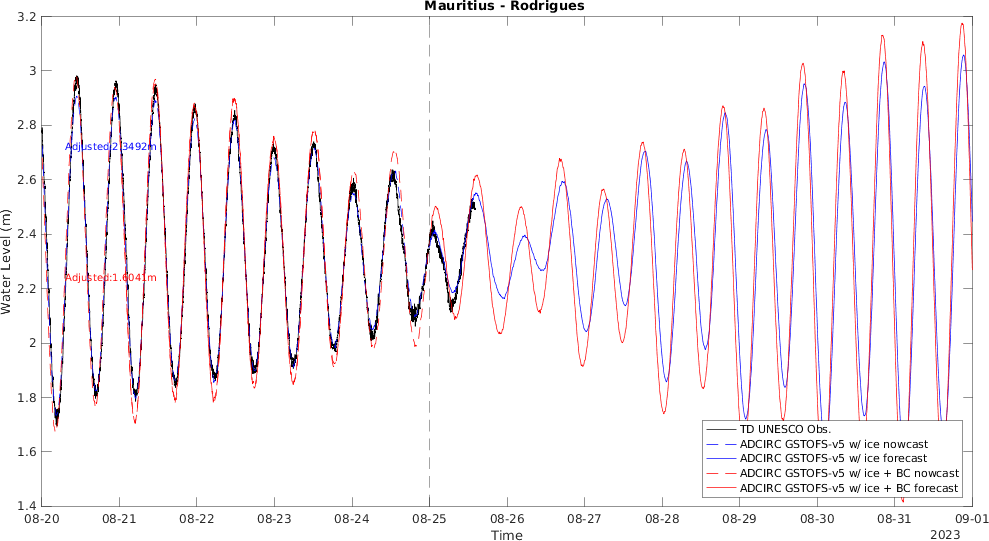 Mauritius - Rodrigues
3.2
3
2.8
2.6
2.4
2.2
2
1.8
1.6
1.4
Water Level (m)
Adjusted:2.3492m
Adjusted:1.6041m
TD UNESCO Obs.
ADCIRC GSTOFS-v5 w/ ice nowcast
ADCIRC GSTOFS-v5 w/ ice forecast
ADCIRC GSTOFS-v5 w/ ice + BC nowcast
ADCIRC GSTOFS-v5 w/ ice + BC forecast
08-20 08-21 08-22 08-23 08-24 08-25 08-26 08-27 08-28 08-29 08-30 08-31 09-01
Time
2023